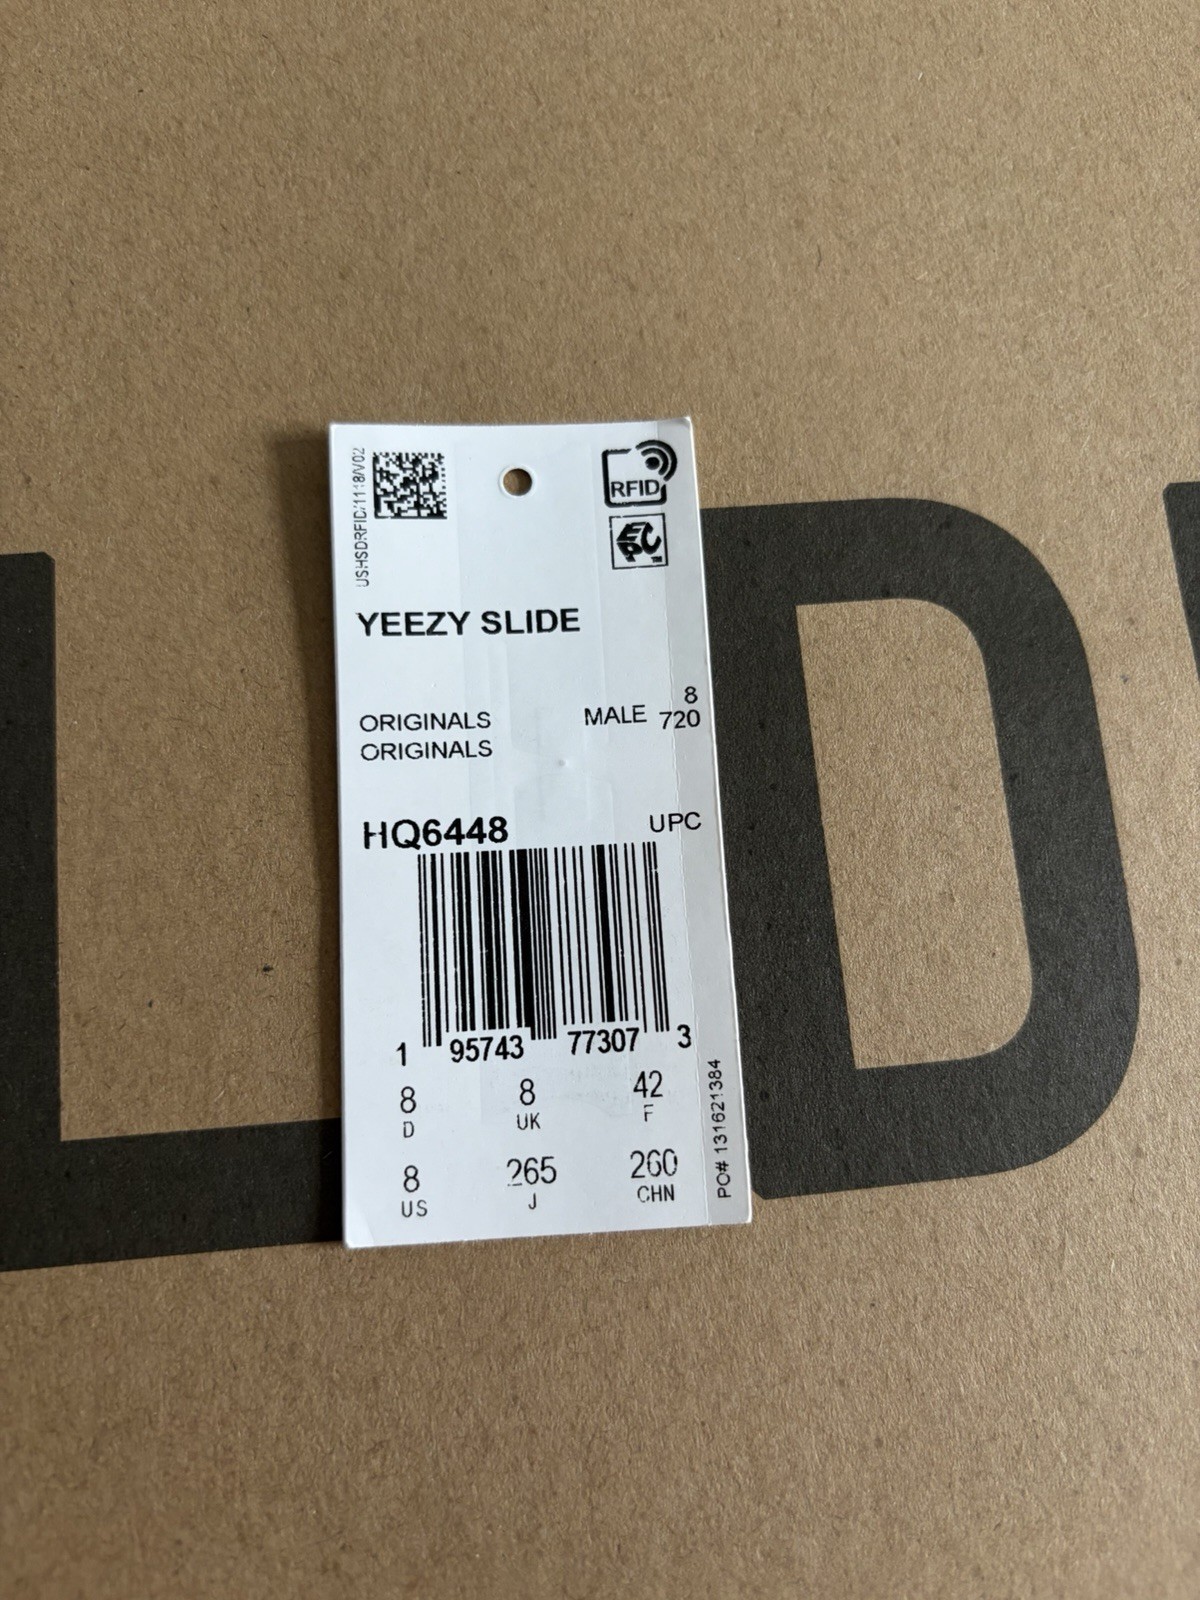 USHSDRFID/1118/V02
RFID
EPC
YEEZY SLIDE
8
ORIGINALS MALE 720
ORIGINALS
HQ6448 UPC
1 95743 77307 3
8 8 42
D UK F
8 265 260
US J CHN
PO# 131621384
L D